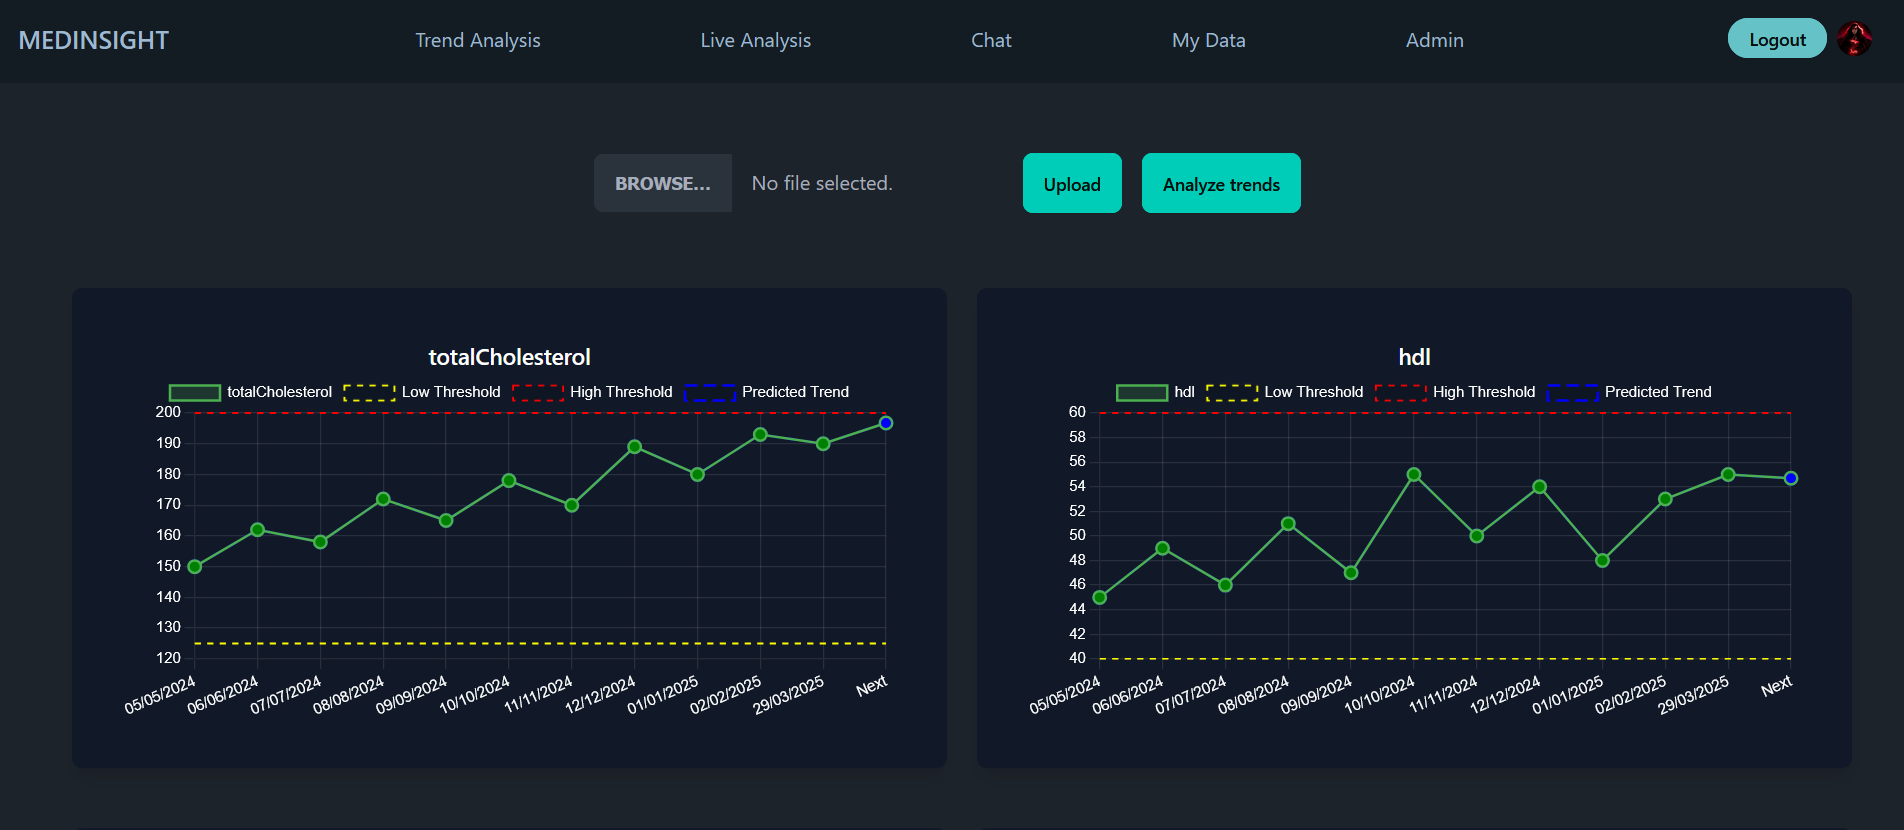 MEDINSIGHT Trend Analysis Live Analysis Chat My Data Admin Logout
BROWSE... No file selected. Upload Analyze trends
totalCholesterol
totalCholesterol Low Threshold High Threshold Predicted Trend
200
190
180
170
160
150
140
130
120
05/05/2024 06/06/2024 07/07/2024 08/08/2024 09/09/2024 10/10/2024 11/11/2024 12/12/2024 01/01/2025 02/02/2025 29/03/2025 Next
hdl
hdl Low Threshold High Threshold Predicted Trend
60
58
56
54
52
50
48
46
44
42
40
05/05/2024 06/06/2024 07/07/2024 08/08/2024 09/09/2024 10/10/2024 11/11/2024 12/12/2024 01/01/2025 02/02/2025 29/03/2025 Next